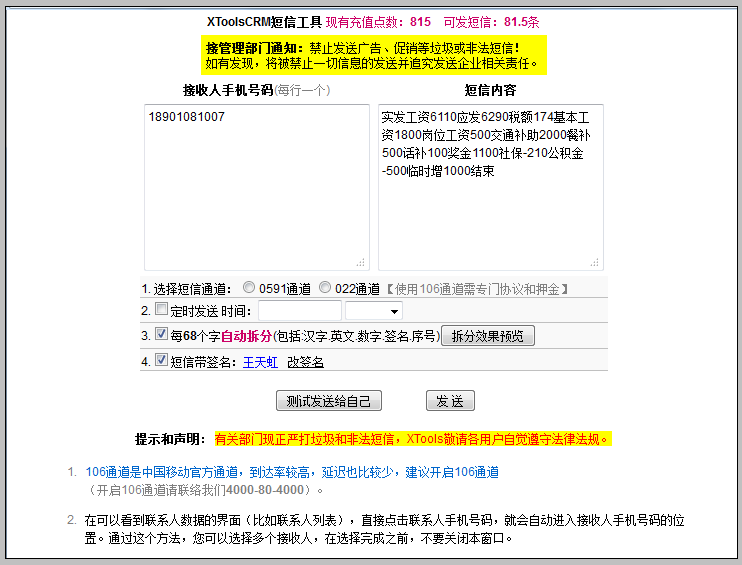 XToolsCRM短信工具 现有充值点数：815 可发短信：81.5条
接管理部门通知：禁止发送广告、促销等垃圾或非法短信！
如有发现，将被禁止一切信息的发送并追究发送企业相关责任。
接收人手机号码(每行一个) 短信内容
18901081007
实发工资6110应发6290税额174基本工
资1800岗位工资500交通补助2000餐补
500话补100奖金1100社保-210公积金
-500临时增1000结束
1. 选择短信通道： 0591通道 022通道 【使用106通道需专门协议和押金】
2. 定时发送 时间：
3. 每68个字自动拆分(包括:汉字.英文.数字.签名.序号) 拆分效果预览
4. 短信带签名：王天虹 改签名
测试发送给自己 发 送
提示和声明： 有关部门现正严打垃圾和非法短信，XTools敬请各用户自觉遵守法律法规。
1. 106通道是中国移动官方通道，到达率较高，延迟也比较少，建议开启106通道
（开启106通道请联络我们4000-80-4000）。
2. 在可以看到联系人数据的界面（比如联系人列表），直接点击联系人手机号码，就会自动进入接收人手机号码的位
置。通过这个方法，您可以选择多个接收人，在选择完成之前，不要关闭本窗口。